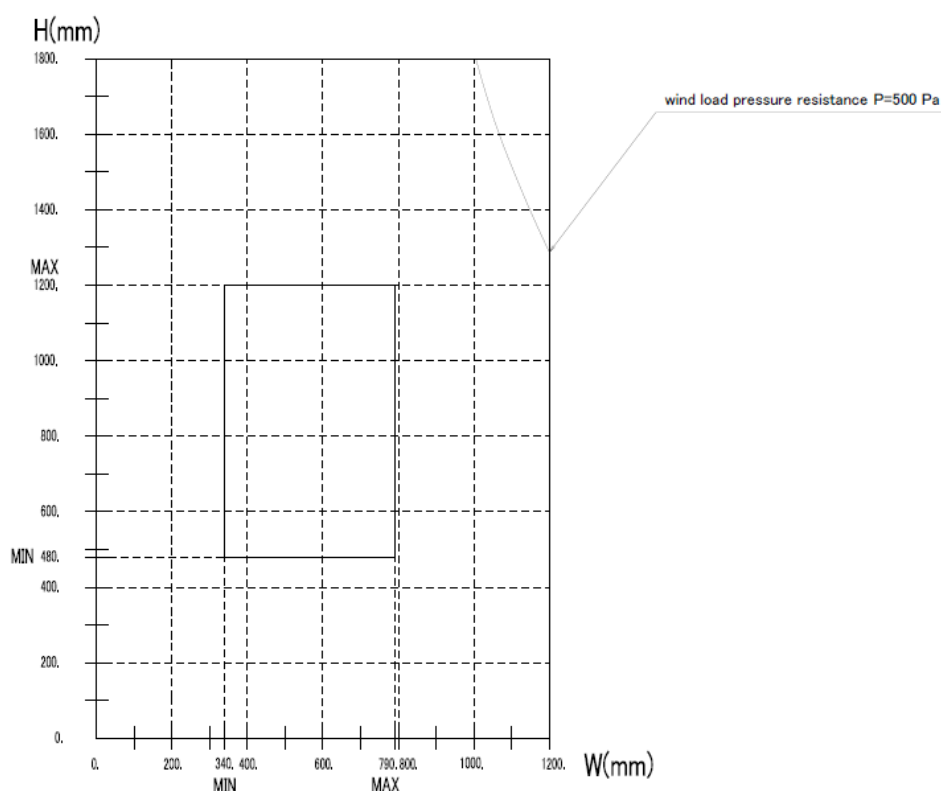 H(mm)
1800.
wind load pressure resistance P=500 Pa
1600.
1400.
MAX
1200.
1000.
800.
600.
MIN 480.
400.
200.
0.
0. 200. 340. 400. 600. 790. 800. 1000. 1200. W(mm)
MIN MAX